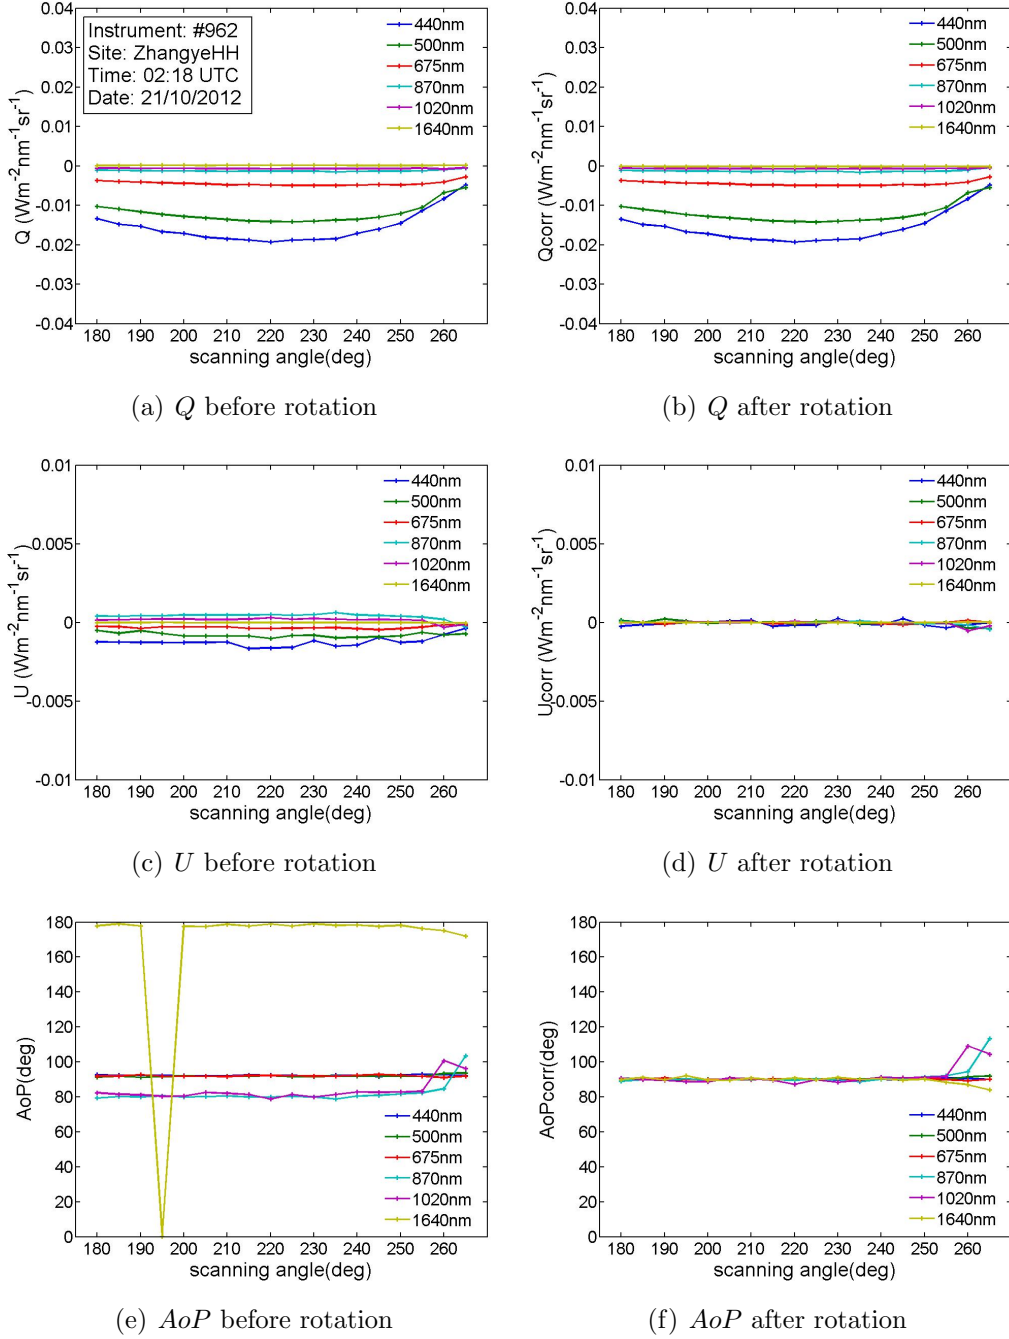 0.04
0.03
0.02
0.01
0
-0.01
-0.02
-0.03
-0.04
Q (Wm-2nm-1sr-1)
Instrument: #962
Site: ZhangyeHH
Time: 02:18 UTC
Date: 21/10/2012
440nm
500nm
675nm
870nm
1020nm
1640nm
180 190 200 210 220 230 240 250 260
scanning angle(deg)
(a) Q before rotation
0.04
0.03
0.02
0.01
0
-0.01
-0.02
-0.03
-0.04
Qcorr (Wm-2nm-1sr-1)
440nm
500nm
675nm
870nm
1020nm
1640nm
180 190 200 210 220 230 240 250 260
scanning angle(deg)
(b) Q after rotation
0.01
0.005
0
-0.005
-0.01
U (Wm-2nm-1sr-1)
440nm
500nm
675nm
870nm
1020nm
1640nm
180 190 200 210 220 230 240 250 260
scanning angle(deg)
(c) U before rotation
0.01
0.005
0
-0.005
-0.01
Ucorr (Wm-2nm-1sr-1)
440nm
500nm
675nm
870nm
1020nm
1640nm
180 190 200 210 220 230 240 250 260
scanning angle(deg)
(d) U after rotation
180
160
140
120
100
80
60
40
20
0
AoP(deg)
440nm
500nm
675nm
870nm
1020nm
1640nm
180 190 200 210 220 230 240 250 260
scanning angle(deg)
(e) AoP before rotation
180
160
140
120
100
80
60
40
20
0
AoPcorr(deg)
440nm
500nm
675nm
870nm
1020nm
1640nm
180 190 200 210 220 230 240 250 260
scanning angle(deg)
(f) AoP after rotation